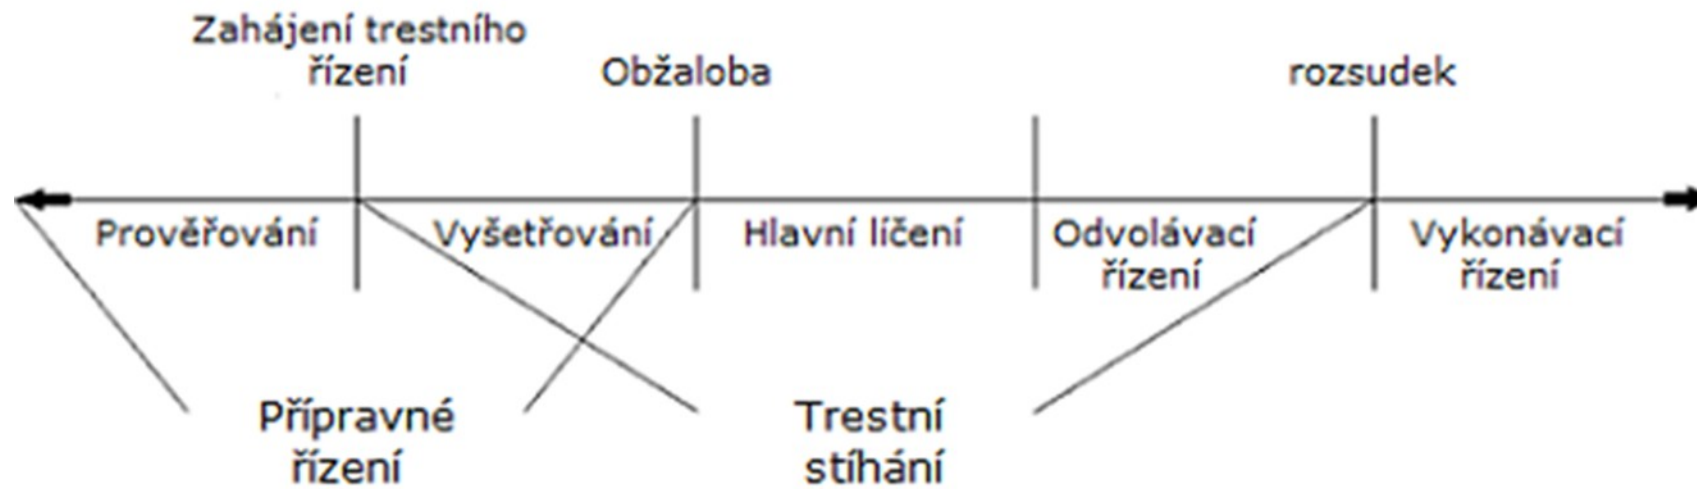 Zahájení trestního
řízení
Obžaloba
rozsudek
Prověřování
Vyšetřování
Hlavní líčení
Odvolávací
řízení
Vykonávací
řízení
Přípravné
řízení
Trestní
stíhání